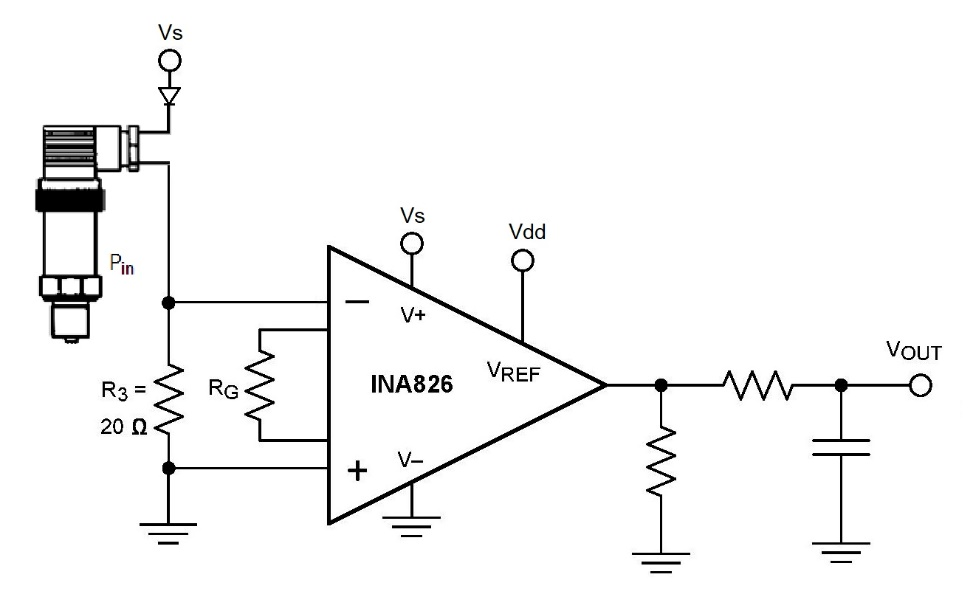 Vs
Pin
Vs
Vdd
−
V+
VREF
INA826
R3 =
20 Ω
RG
V−
+
VOUT